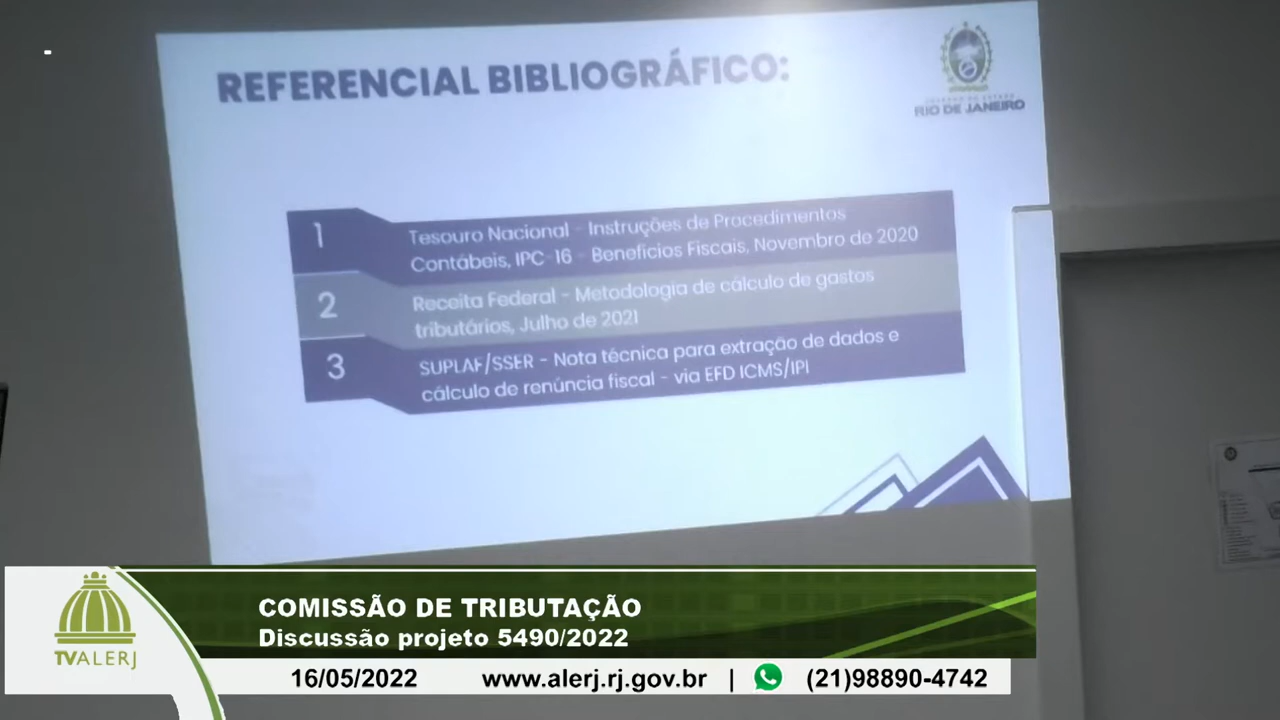 REFERENCIAL BIBLIOGRÁFICO:
RIO DE JANEIRO
1
Tesouro Nacional - Instruções de Procedimentos
Contábeis, IPC-16 - Benefícios Fiscais, Novembro de 2020
2
Receita Federal - Metodologia de cálculo de gastos
tributários, Julho de 2021
3
SUPLAF/SSER - Nota técnica para extração de dados e
cálculo de renúncia fiscal - via EFD ICMS/IPI
COMISSÃO DE TRIBUTAÇÃO
Discussão projeto 5490/2022
TVALERJ
16/05/2022 www.alerj.rj.gov.br | (21)98890-4742